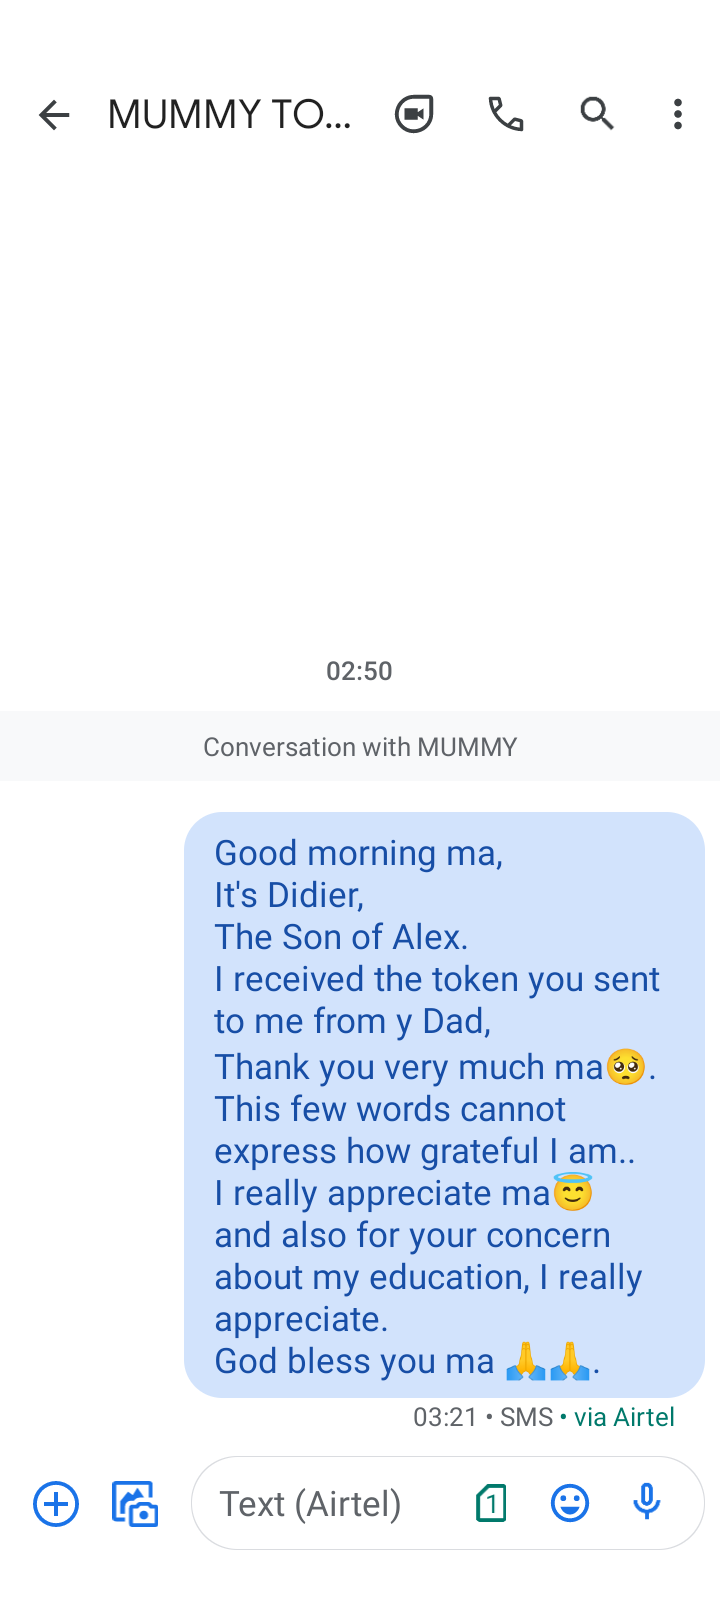 MUMMY TO...
02:50
Conversation with MUMMY
Good morning ma,
It's Didier,
The Son of Alex.
I received the token you sent
to me from y Dad,
Thank you very much ma🥺.
This few words cannot
express how grateful I am..
I really appreciate ma😇
and also for your concern
about my education, I really
appreciate.
God bless you ma 🙏🙏.
03:21 • SMS • via Airtel
Text (Airtel) 1